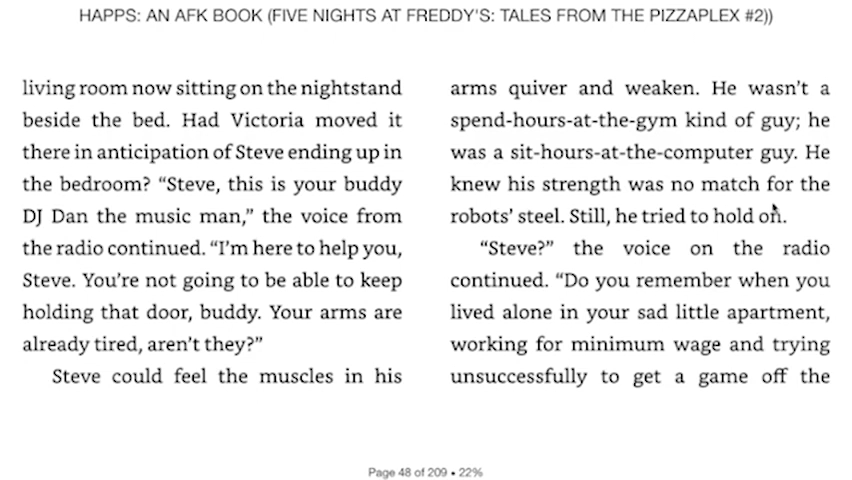 HAPPS: AN AFK BOOK (FIVE NIGHTS AT FREDDY'S: TALES FROM THE PIZZAPLEX #2))
living room now sitting on the nightstand
beside the bed. Had Victoria moved it
there in anticipation of Steve ending up in
the bedroom? “Steve, this is your buddy
DJ Dan the music man,” the voice from
the radio continued. “I’m here to help you,
Steve. You’re not going to be able to keep
holding that door, buddy. Your arms are
already tired, aren’t they?”
Steve could feel the muscles in his
arms quiver and weaken. He wasn’t a
spend-hours-at-the-gym kind of guy; he
was a sit-hours-at-the-computer guy. He
knew his strength was no match for the
robots’ steel. Still, he tried to hold on.
“Steve?” the voice on the radio
continued. “Do you remember when you
lived alone in your sad little apartment,
working for minimum wage and trying
unsuccessfully to get a game off the
Page 48 of 209 • 22%